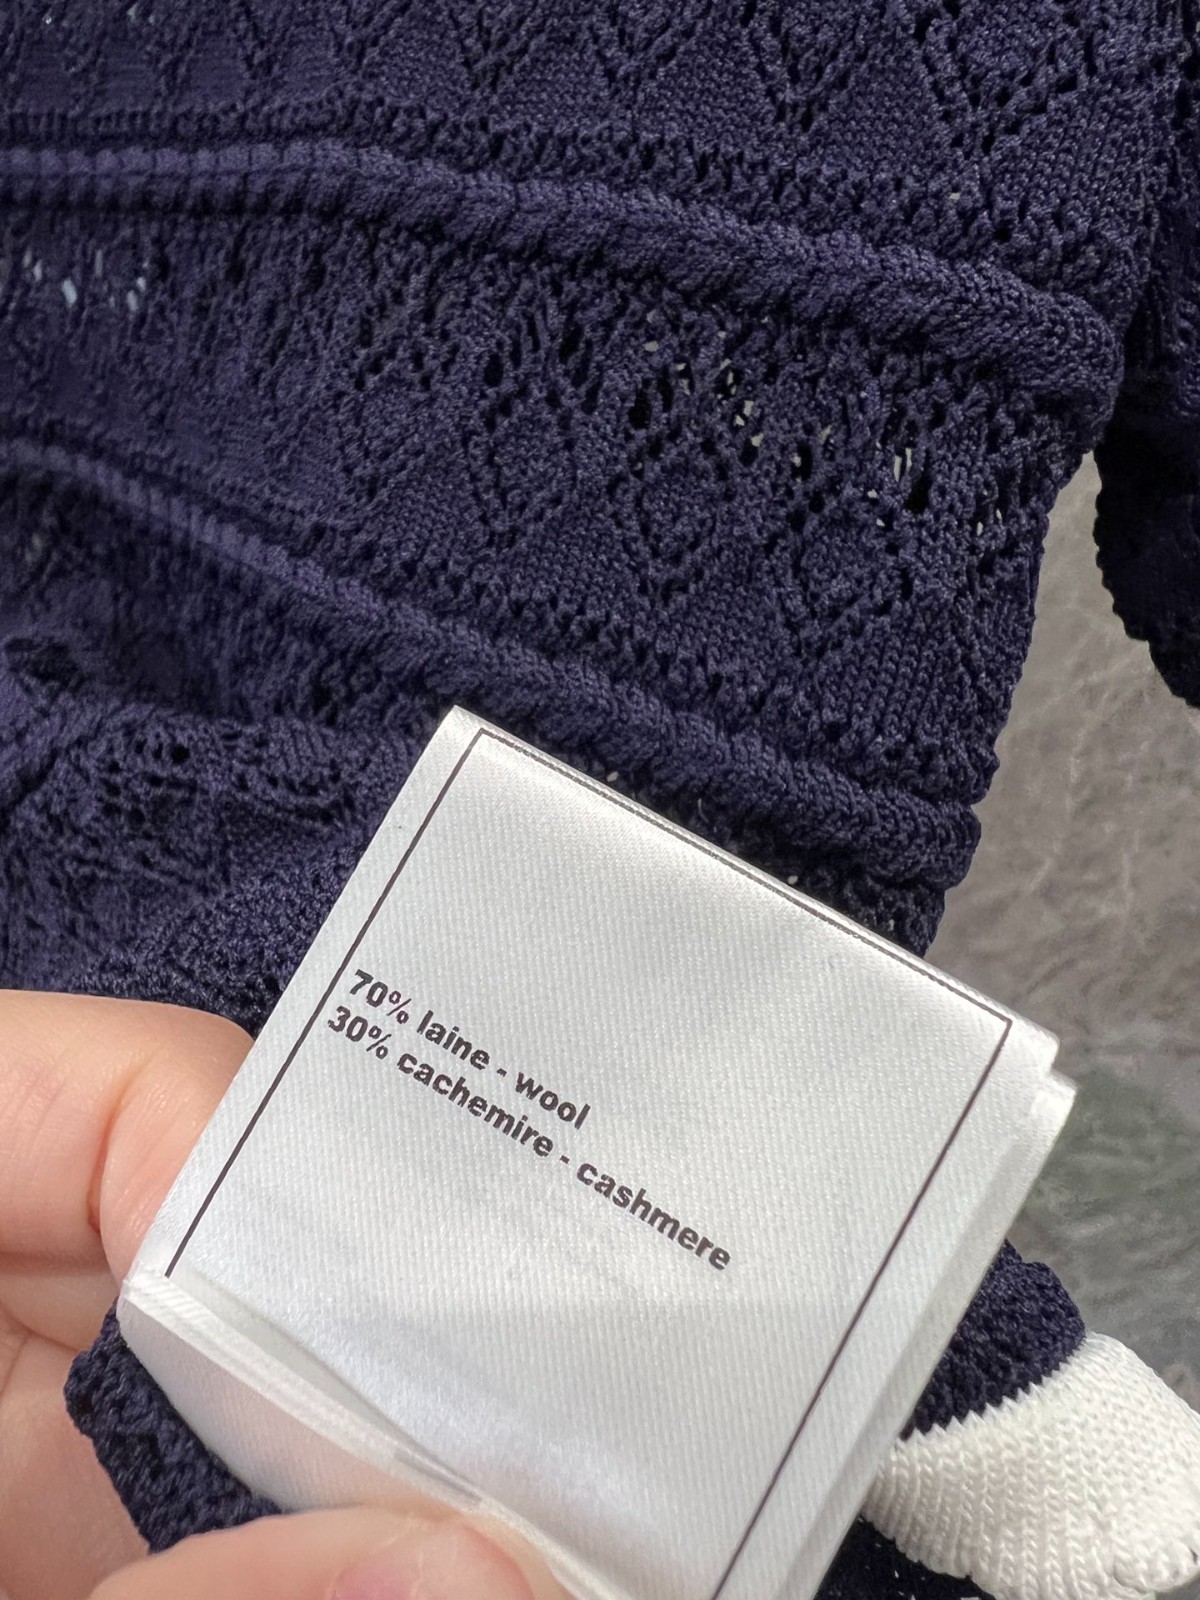 70% laine - wool
30% cachemire - cashmere